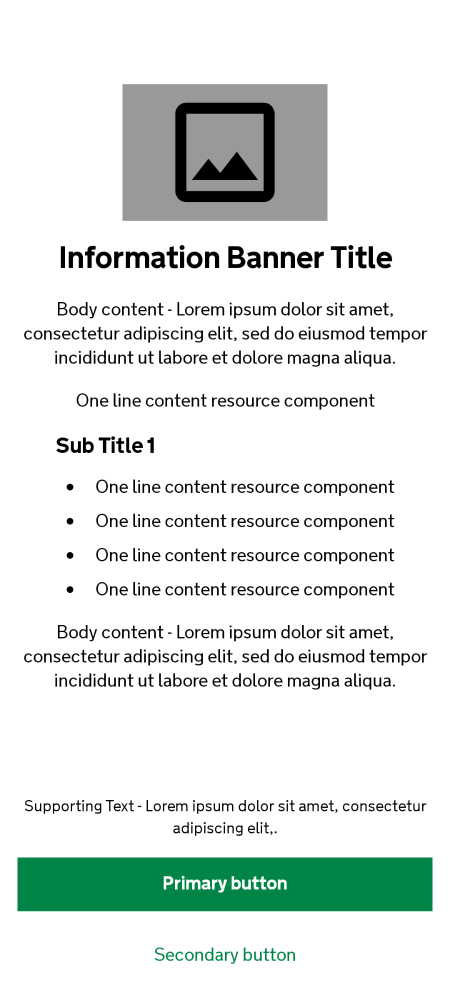 Information Banner Title
Body content - Lorem ipsum dolor sit amet,
consectetur adipiscing elit, sed do eiusmod tempor
incididunt ut labore et dolore magna aliqua.
One line content resource component
Sub Title 1
• One line content resource component
• One line content resource component
• One line content resource component
• One line content resource component
Body content - Lorem ipsum dolor sit amet,
consectetur adipiscing elit, sed do eiusmod tempor
incididunt ut labore et dolore magna aliqua.
Supporting Text - Lorem ipsum dolor sit amet, consectetur
adipiscing elit,.
Primary button
Secondary button